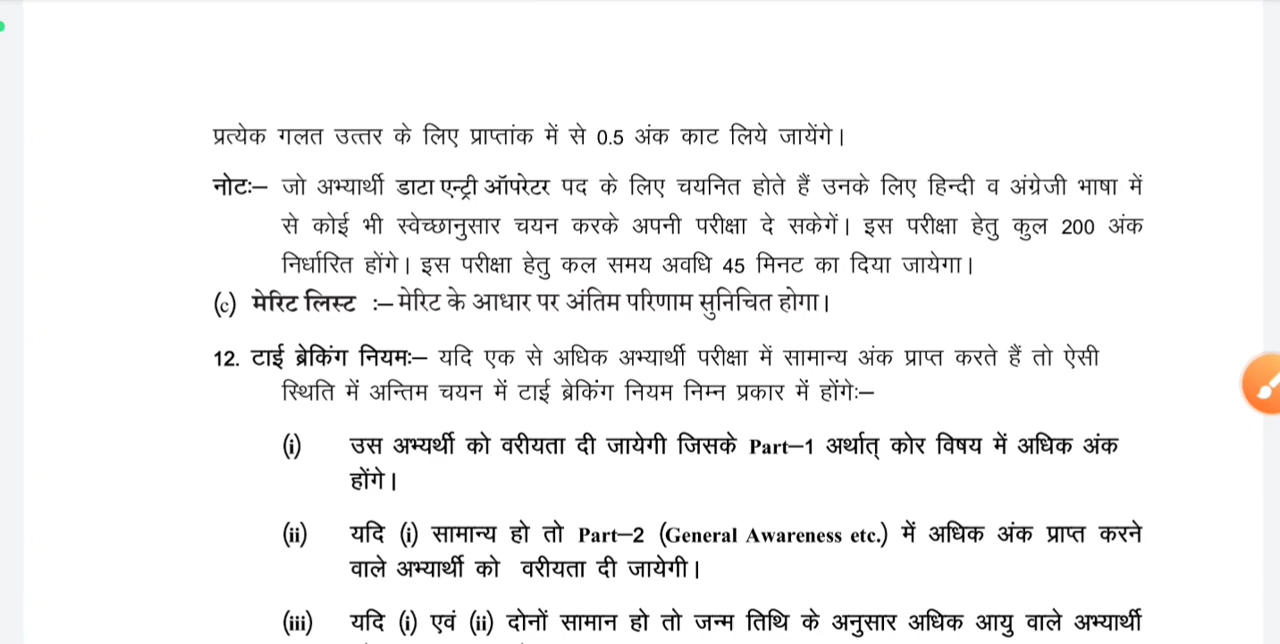 प्रत्येक गलत उत्तर के लिए प्राप्तांक में से 0.5 अंक काट लिये जायेंगे।
नोटः— जो अभ्यार्थी डाटा एन्ट्री ऑपरेटर पद के लिए चयनित होते हैं उनके लिए हिन्दी व अंग्रेजी भाषा में
से कोई भी स्वेच्छानुसार चयन करके अपनी परीक्षा दे सकेगें। इस परीक्षा हेतु कुल 200 अंक
निर्धारित होंगे। इस परीक्षा हेतु कल समय अवधि 45 मिनट का दिया जायेगा।
(c) मेरिट लिस्ट :— मेरिट के आधार पर अंतिम परिणाम सुनिचित होगा।
12. टाई ब्रेकिंग नियमः— यदि एक से अधिक अभ्यार्थी परीक्षा में सामान्य अंक प्राप्त करते हैं तो ऐसी
स्थिति में अन्तिम चयन में टाई ब्रेकिंग नियम निम्न प्रकार में होंगेः—
(i) उस अभ्यर्थी को वरीयता दी जायेगी जिसके Part—1 अर्थात् कोर विषय में अधिक अंक
होंगे।
(ii) यदि (i) सामान्य हो तो Part—2 (General Awareness etc.) में अधिक अंक प्राप्त करने
वाले अभ्यार्थी को वरीयता दी जायेगी।
(iii) यदि (i) एवं (ii) दोनों सामान हो तो जन्म तिथि के अनुसार अधिक आयु वाले अभ्यार्थी